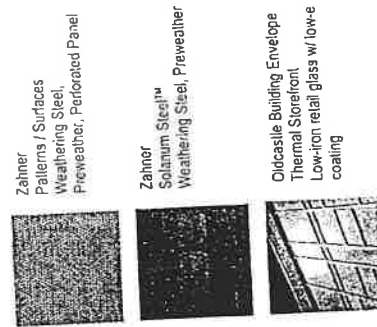 Zahner
Patterns / Surfaces
Weathering Steel,
Preweather, Perforated Panel
Zahner
Solanum Steel™
Weathering Steel, Preweather
Oldcastle Building Envelope
Thermal Storefront
Low-iron retail glass w/ low-e
coating